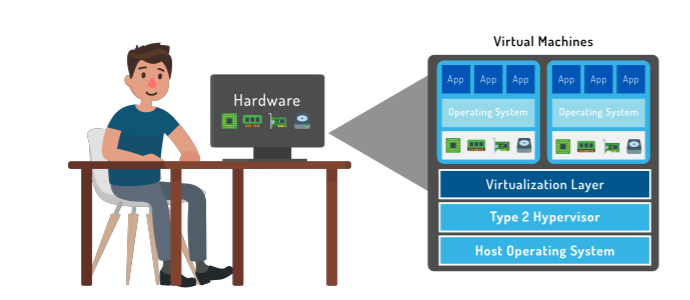 Virtual Machines
Hardware
App App App App App App
Operating System Operating System
Virtualization Layer
Type 2 Hypervisor
Host Operating System